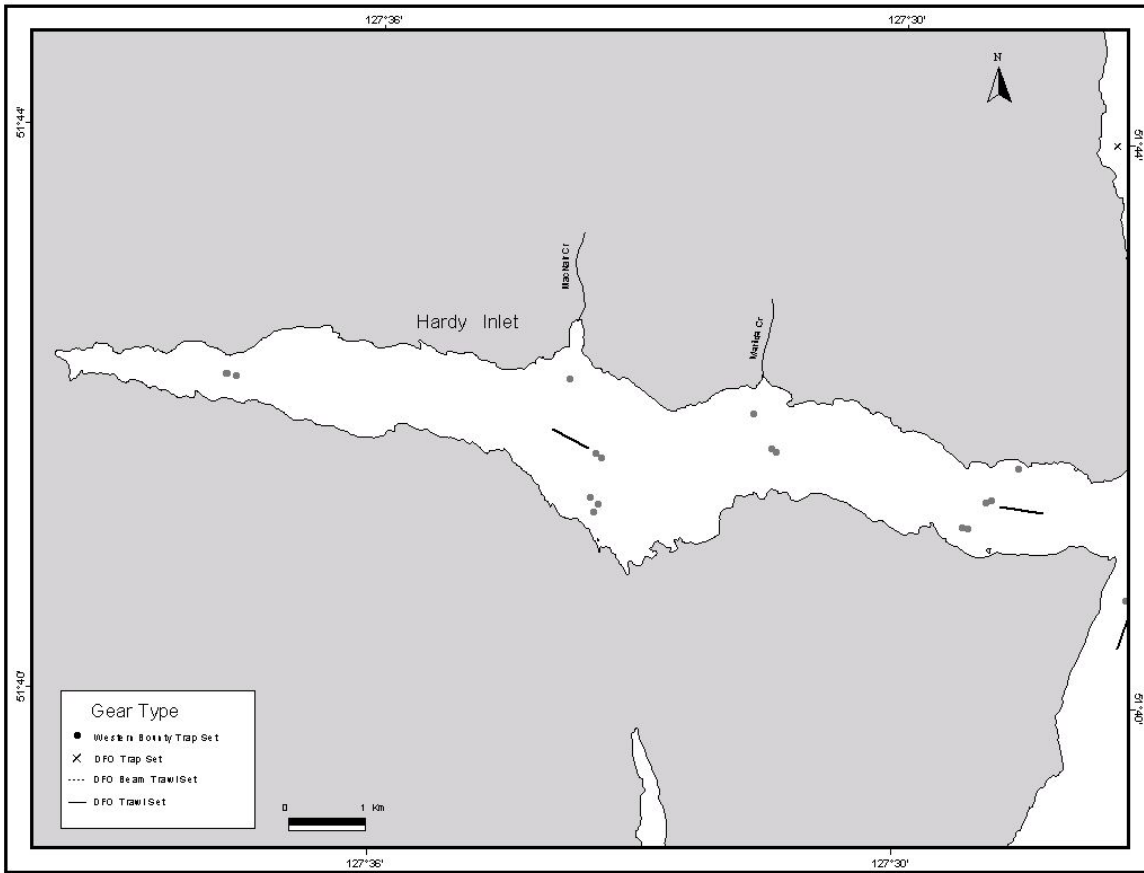 127°36'
127°30'
N
51°44'
51°44'
MacNair Cr
Marilda Cr
Hardy Inlet
51°40'
51°40'
Gear Type
Western Bounty Trap Set
DFO Trap Set
DFO Beam Trawl Set
DFO Trawl Set
0 1 Km
127°36'
127°30'